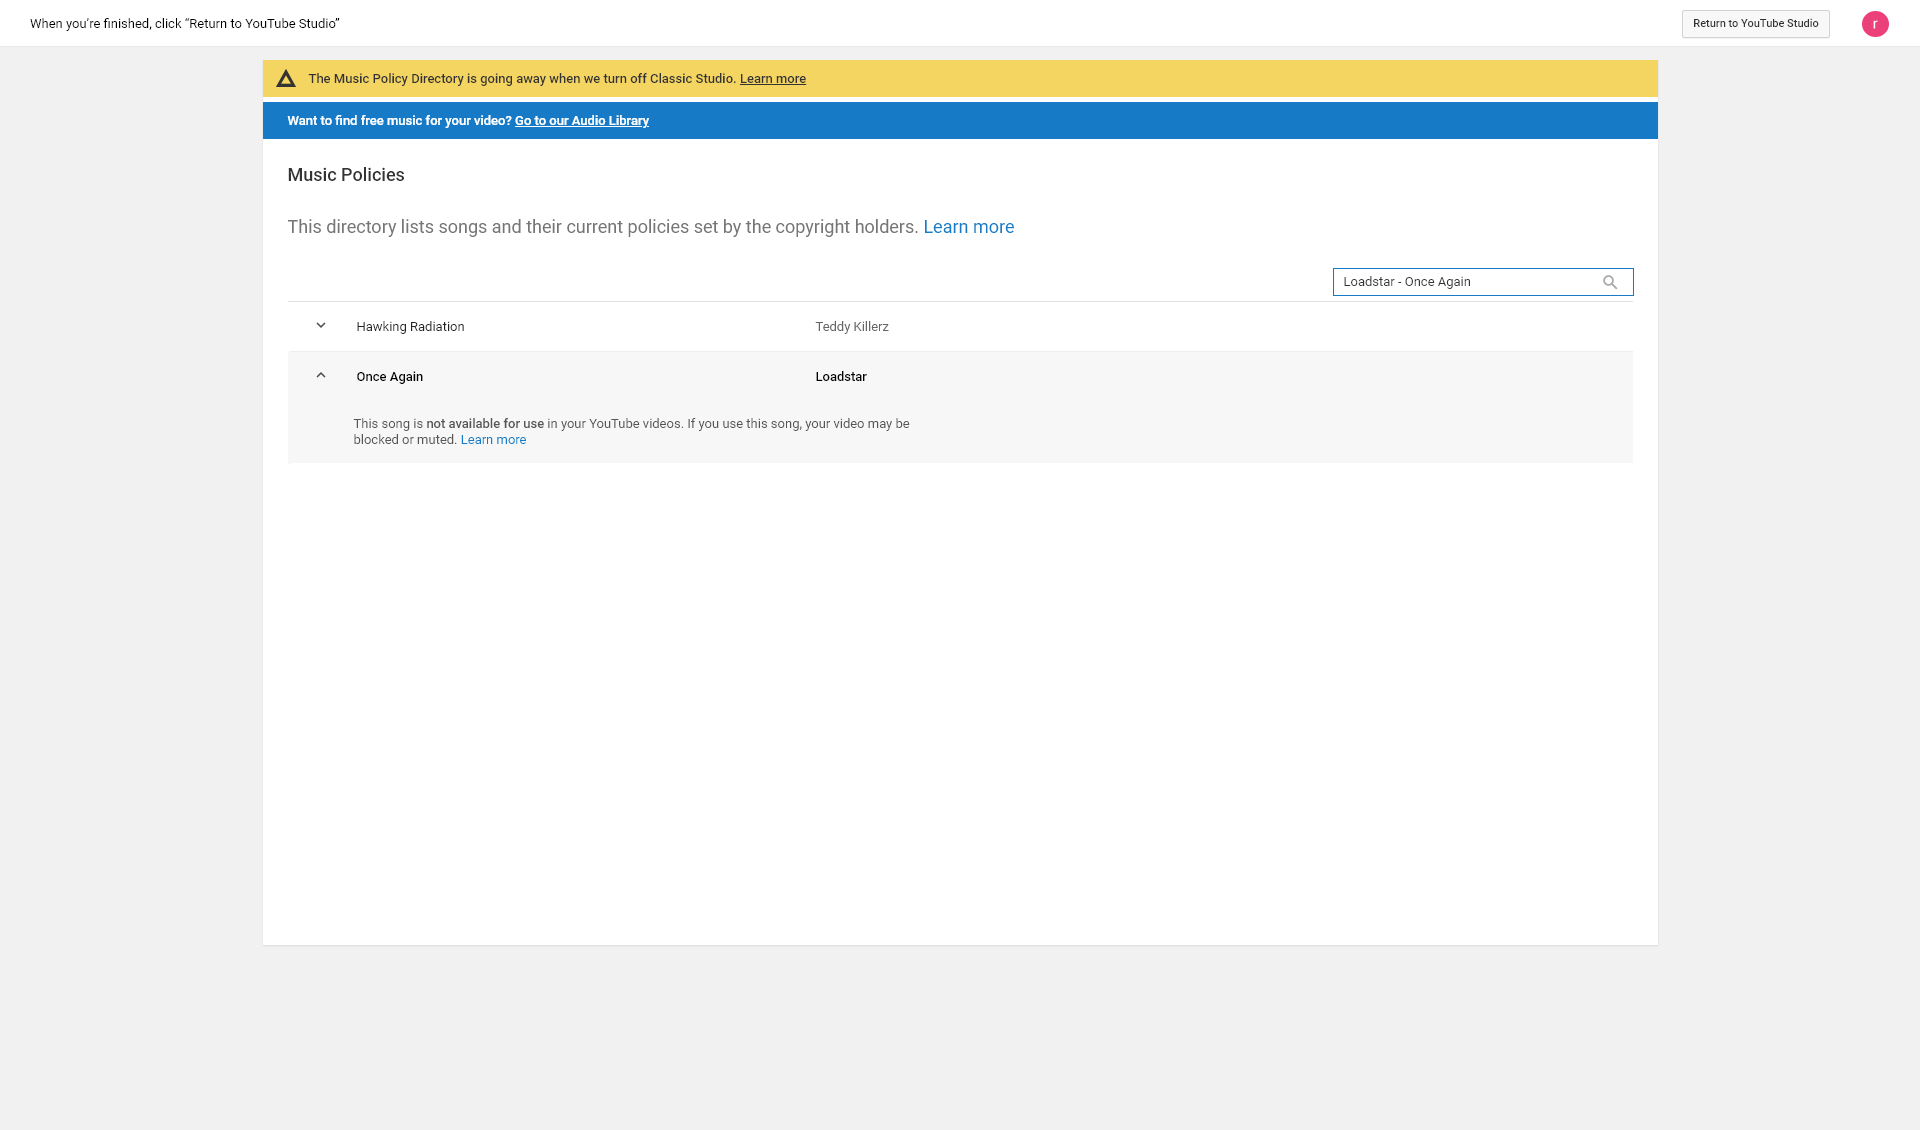 When you’re finished, click “Return to YouTube Studio”
Return to YouTube Studio
r
The Music Policy Directory is going away when we turn off Classic Studio. Learn more
Want to find free music for your video? Go to our Audio Library
Music Policies
This directory lists songs and their current policies set by the copyright holders. Learn more
Loadstar - Once Again
Hawking Radiation
Teddy Killerz
Once Again
Loadstar
This song is not available for use in your YouTube videos. If you use this song, your video may be
blocked or muted. Learn more